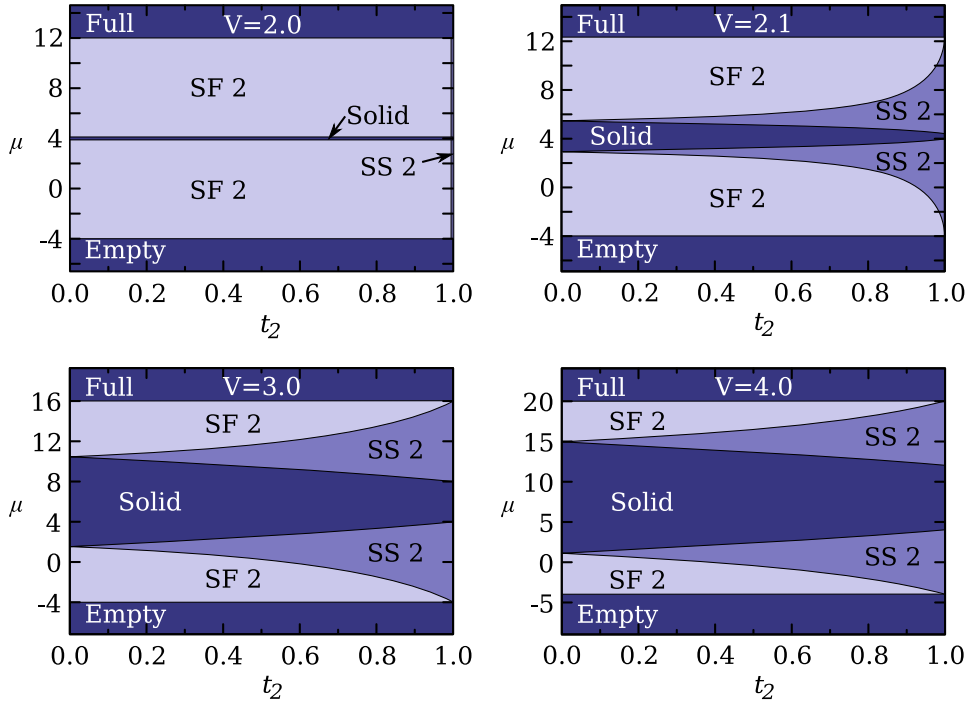 Full V=2.0
12
SF 2
8
Solid
μ 4
SS 2
SF 2
0
-4
Empty
0.0 0.2 0.4 0.6 0.8 1.0
t2
Full V=2.1
12
SF 2
8
SS 2
μ 4
Solid
SS 2
SF 2
0
-4
Empty
0.0 0.2 0.4 0.6 0.8 1.0
t2
Full V=3.0
16
SF 2
12
SS 2
8
μ
Solid
4
SS 2
0
SF 2
-4
Empty
0.0 0.2 0.4 0.6 0.8 1.0
t2
Full V=4.0
20
SF 2
15
SS 2
10
μ
Solid
5
SS 2
0
SF 2
-5
Empty
0.0 0.2 0.4 0.6 0.8 1.0
t2